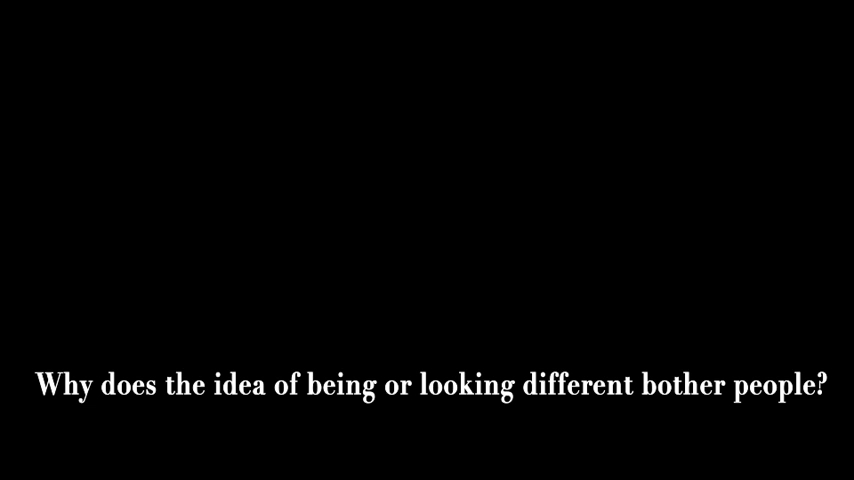 Why does the idea of being or looking different bother people?